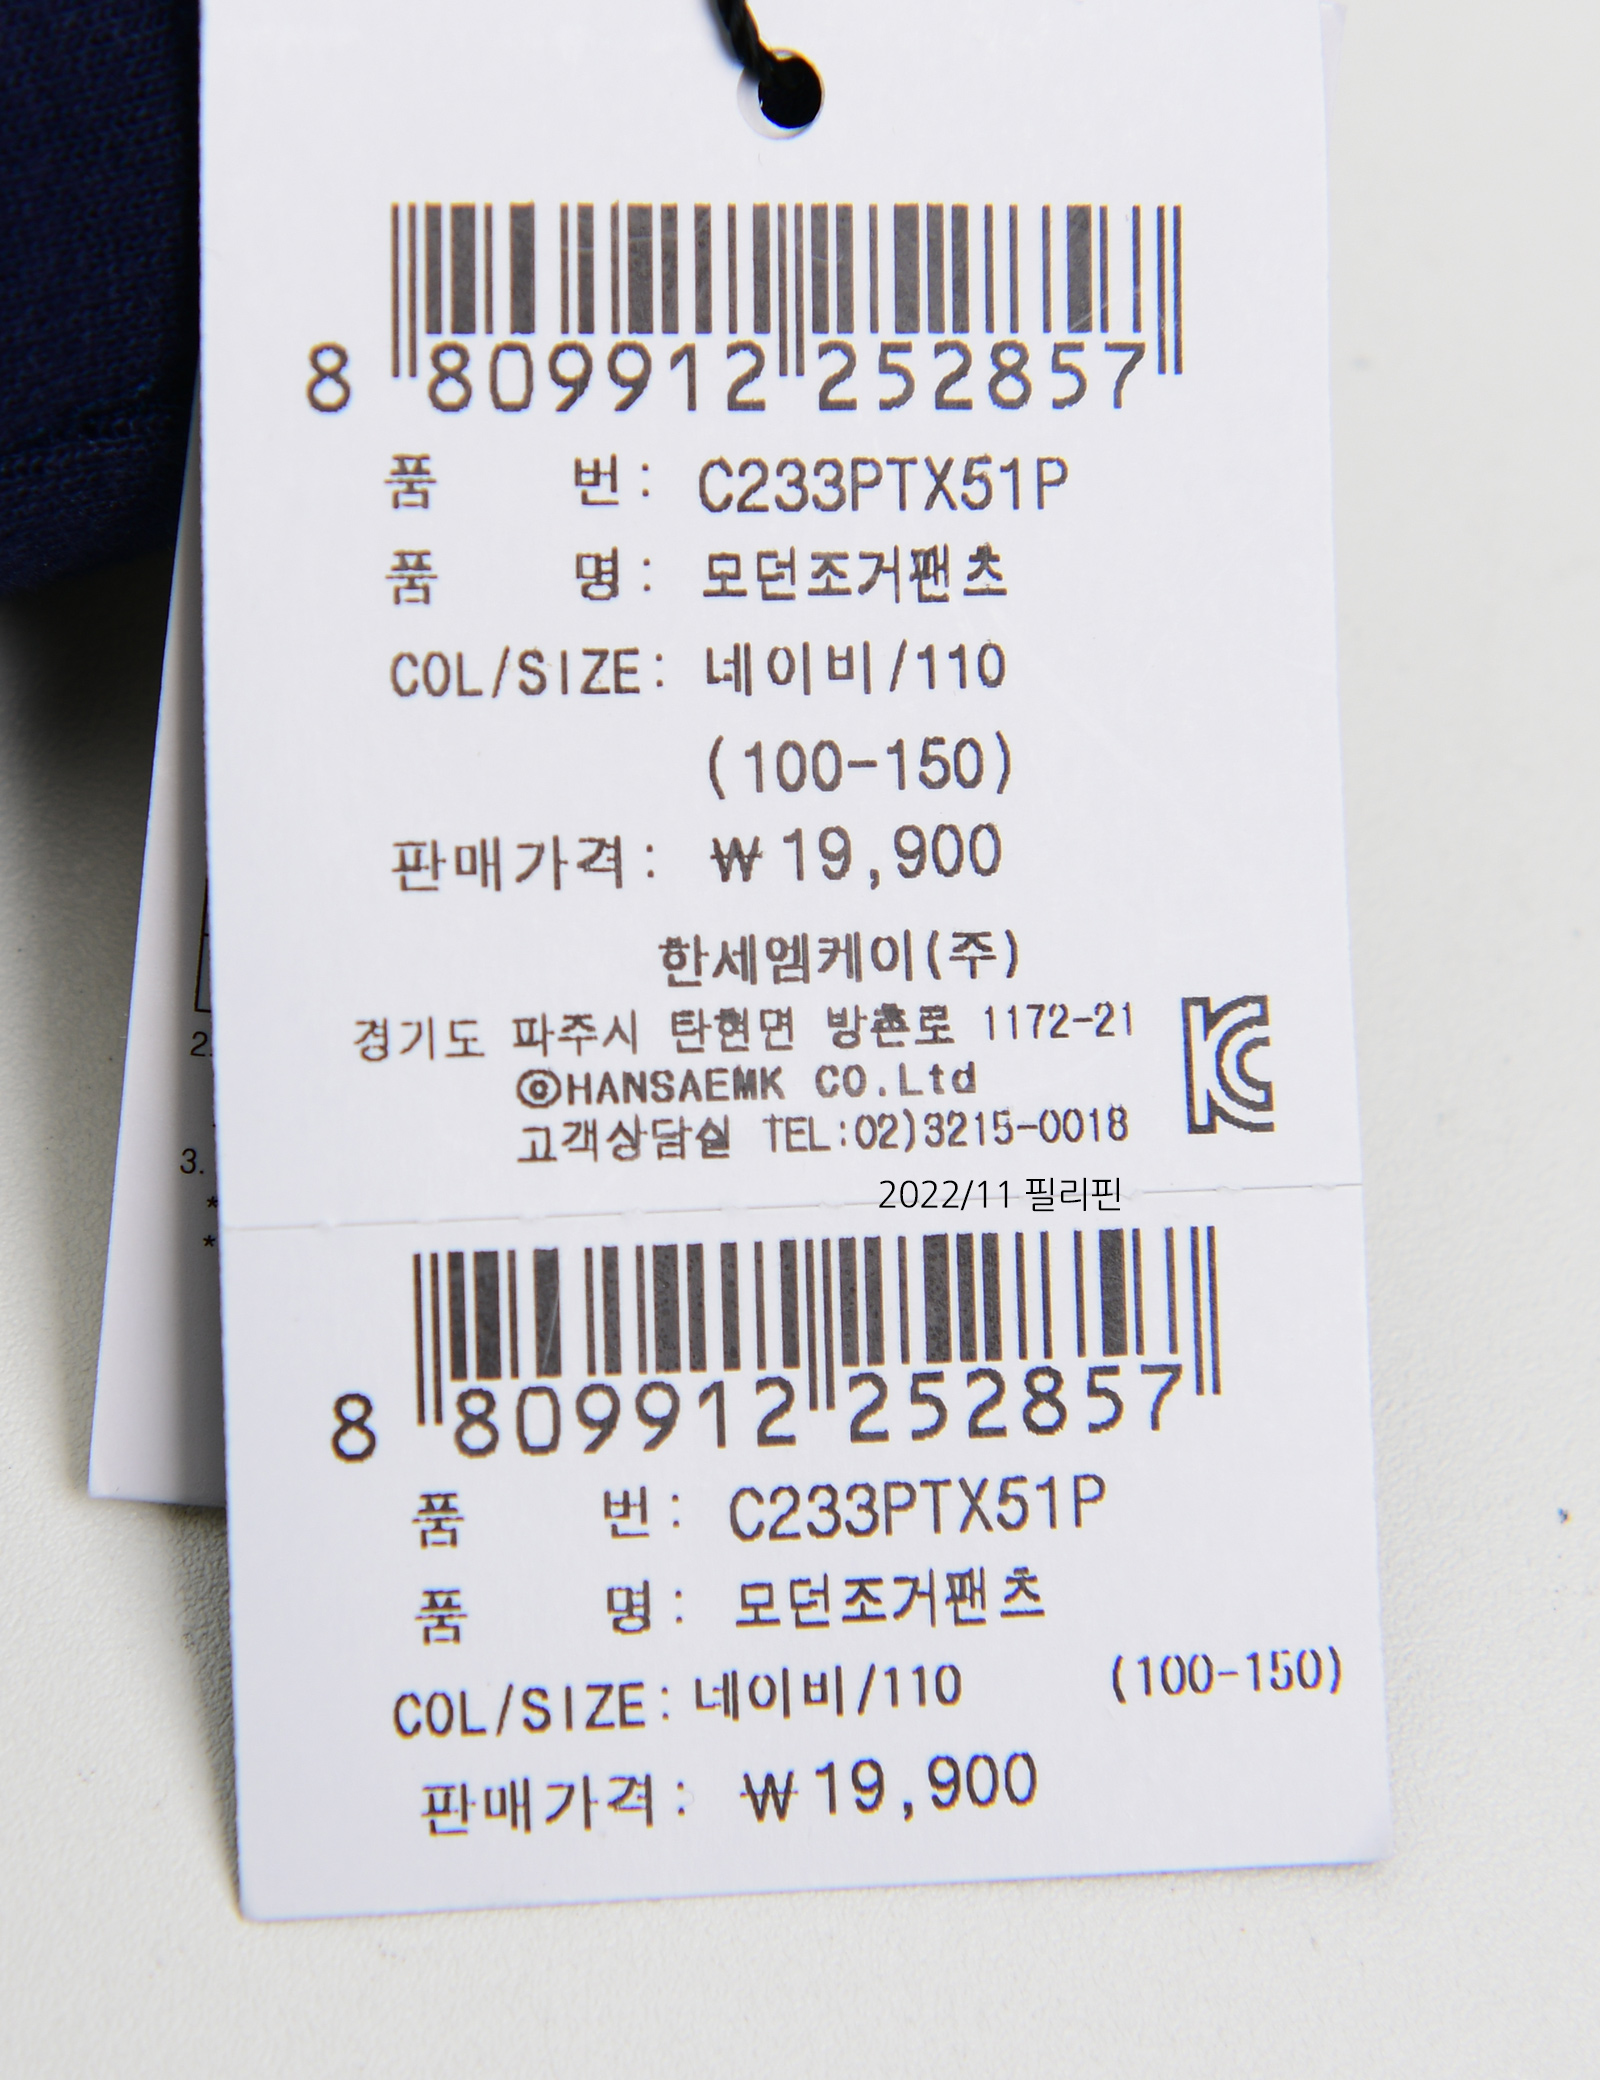 8 809912 252857
품 번: C233PTX51P
품 명: 모던조거팬츠
COL/SIZE: 네이비/110
(100-150)
판매가격: ₩19,900
한세엠케이(주)
경기도 파주시 탄현면 방촌로 1172-21
◎HANSAEMK CO.Ltd
고객상담실 TEL:02)3215-0018
KC
2022/11 필리핀
2.
3.
*
*
8 809912 252857
품 번: C233PTX51P
품 명: 모던조거팬츠
COL/SIZE: 네이비/110 (100-150)
판매가격: ₩19,900